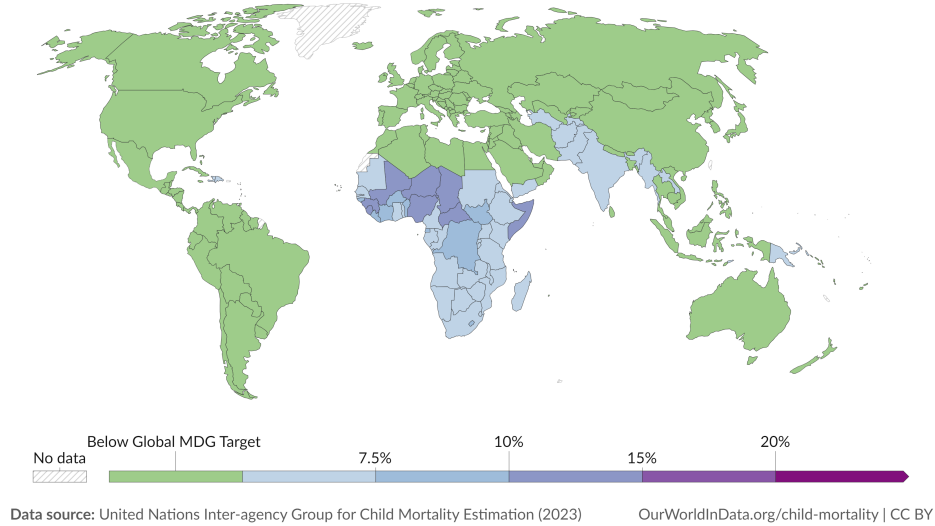 Below Global MDG Target
10%
20%
No data
7.5%
15%
Data source: United Nations Inter-agency Group for Child Mortality Estimation (2023)
OurWorldInData.org/child-mortality | CC BY